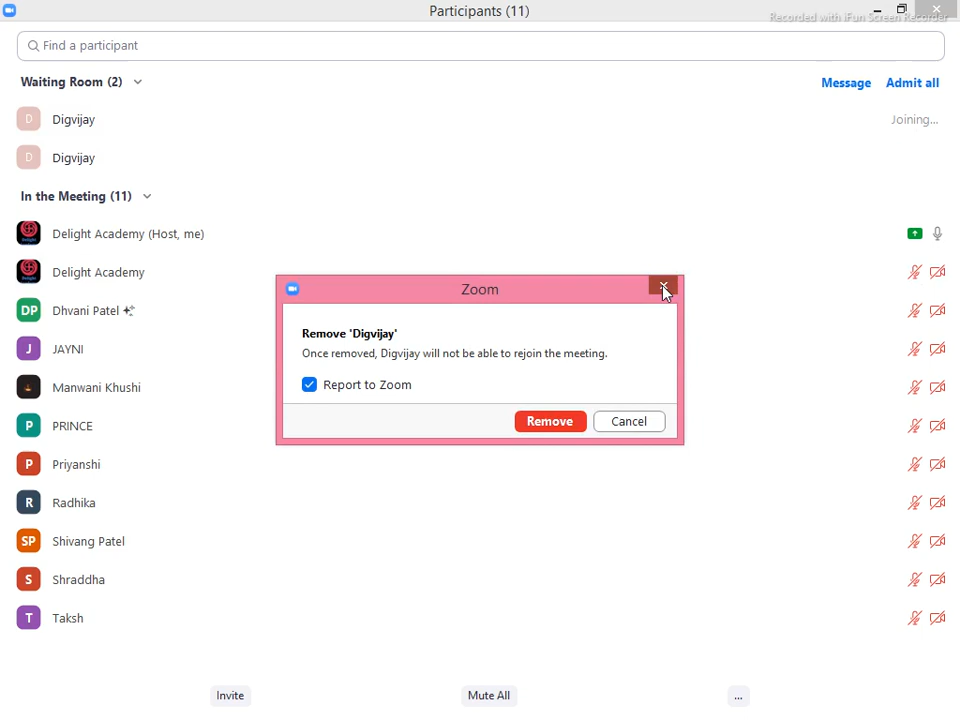 Participants (11)
Recorded with iFun Screen Recorder
Find a participant
Waiting Room (2)
Message
Admit all
D
Digvijay
Joining...
D
Digvijay
In the Meeting (11)
Delight Academy (Host, me)
Delight Academy
DP
Dhvani Patel
J
JAYNI
Manwani Khushi
P
PRINCE
P
Priyanshi
R
Radhika
SP
Shivang Patel
S
Shraddha
T
Taksh
Zoom
Remove 'Digvijay'
Once removed, Digvijay will not be able to rejoin the meeting.
Report to Zoom
Remove
Cancel
Invite
Mute All
...